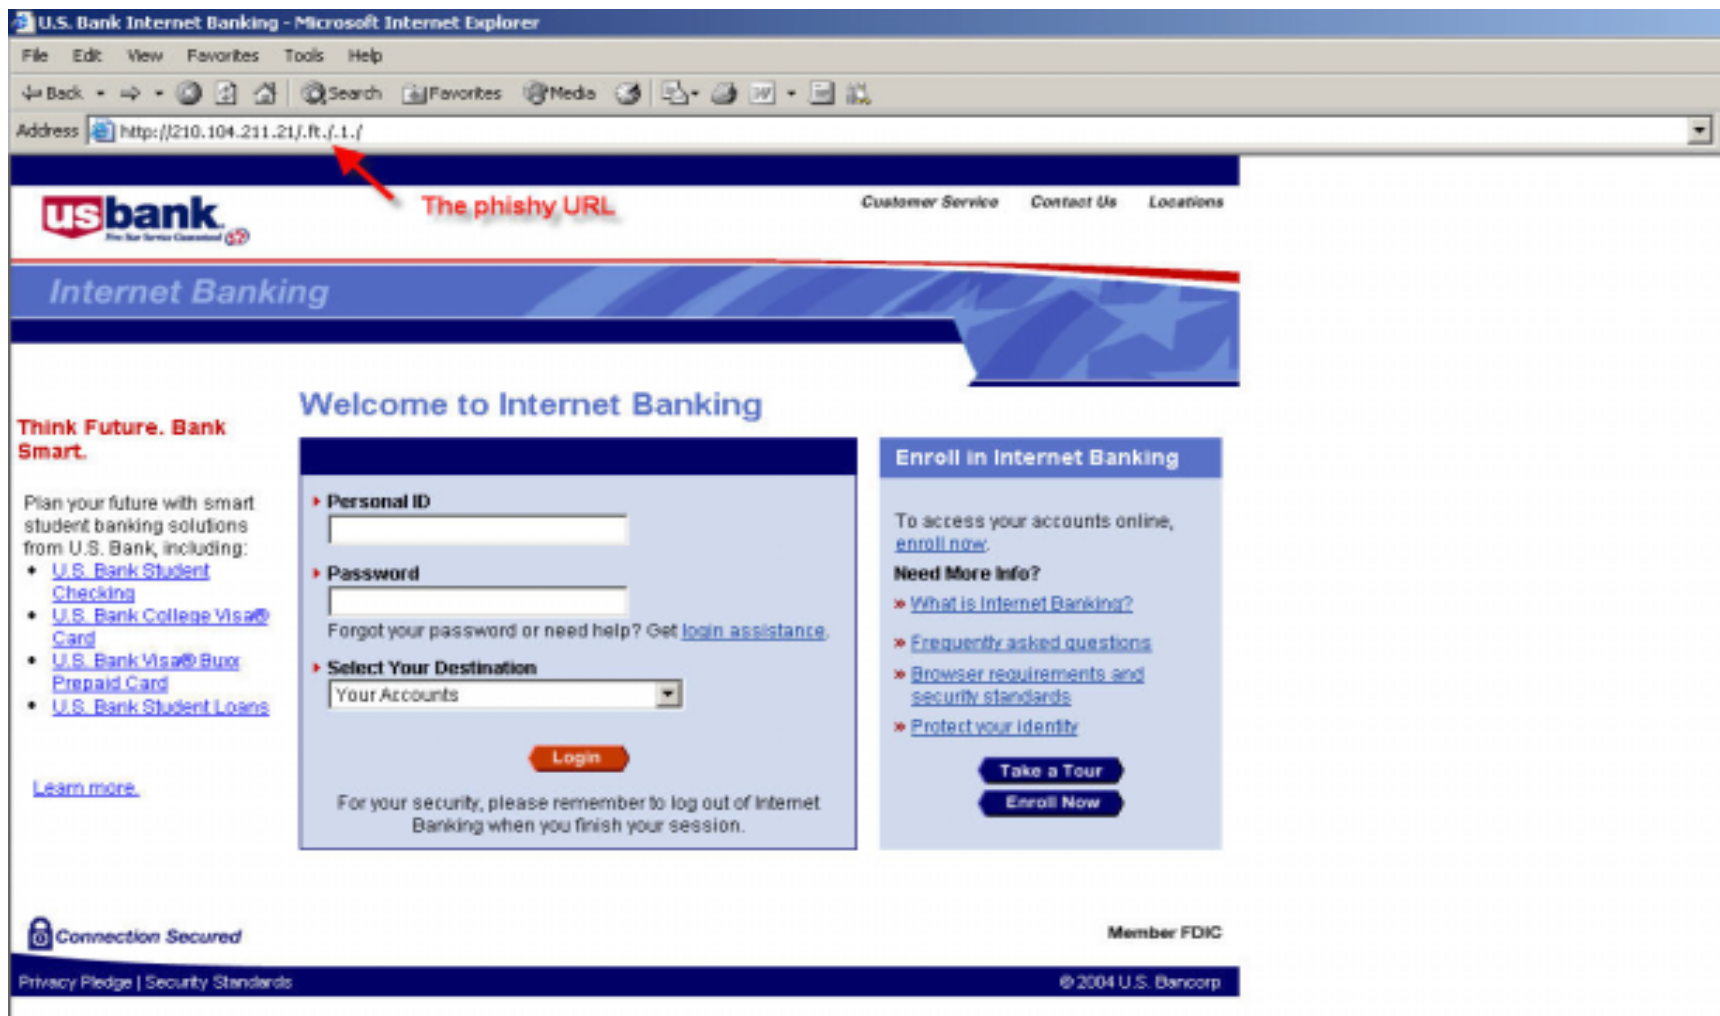 U.S. Bank Internet Banking - Microsoft Internet Explorer
File Edit View Favorites Tools Help
Back Search Favorites Media
Address http://210.104.211.21/.ft./.1./
The phishy URL
usbank.
Five Star Service Guaranteed
Customer Service Contact Us Locations
Internet Banking
Welcome to Internet Banking
Think Future. Bank
Smart.
Plan your future with smart
student banking solutions
from U.S. Bank, including:
• U.S. Bank Student
Checking
• U.S. Bank College Visa®
Card
• U.S. Bank Visa® Buxx
Prepaid Card
• U.S. Bank Student Loans
Learn more.
Personal ID
Password
Forgot your password or need help? Get login assistance.
Select Your Destination
Your Accounts
Login
For your security, please remember to log out of Internet
Banking when you finish your session.
Enroll in Internet Banking
To access your accounts online,
enroll now.
Need More Info?
» What is Internet Banking?
» Frequently asked questions
» Browser requirements and
security standards
» Protect your identity
Take a Tour
Enroll Now
Connection Secured
Member FDIC
Privacy Pledge | Security Standards
© 2004 U.S. Bancorp